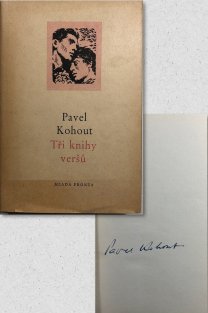 Pavel
Kohout
Tři knihy
veršů
MLADÁ FRONTA
Pavel Kohout